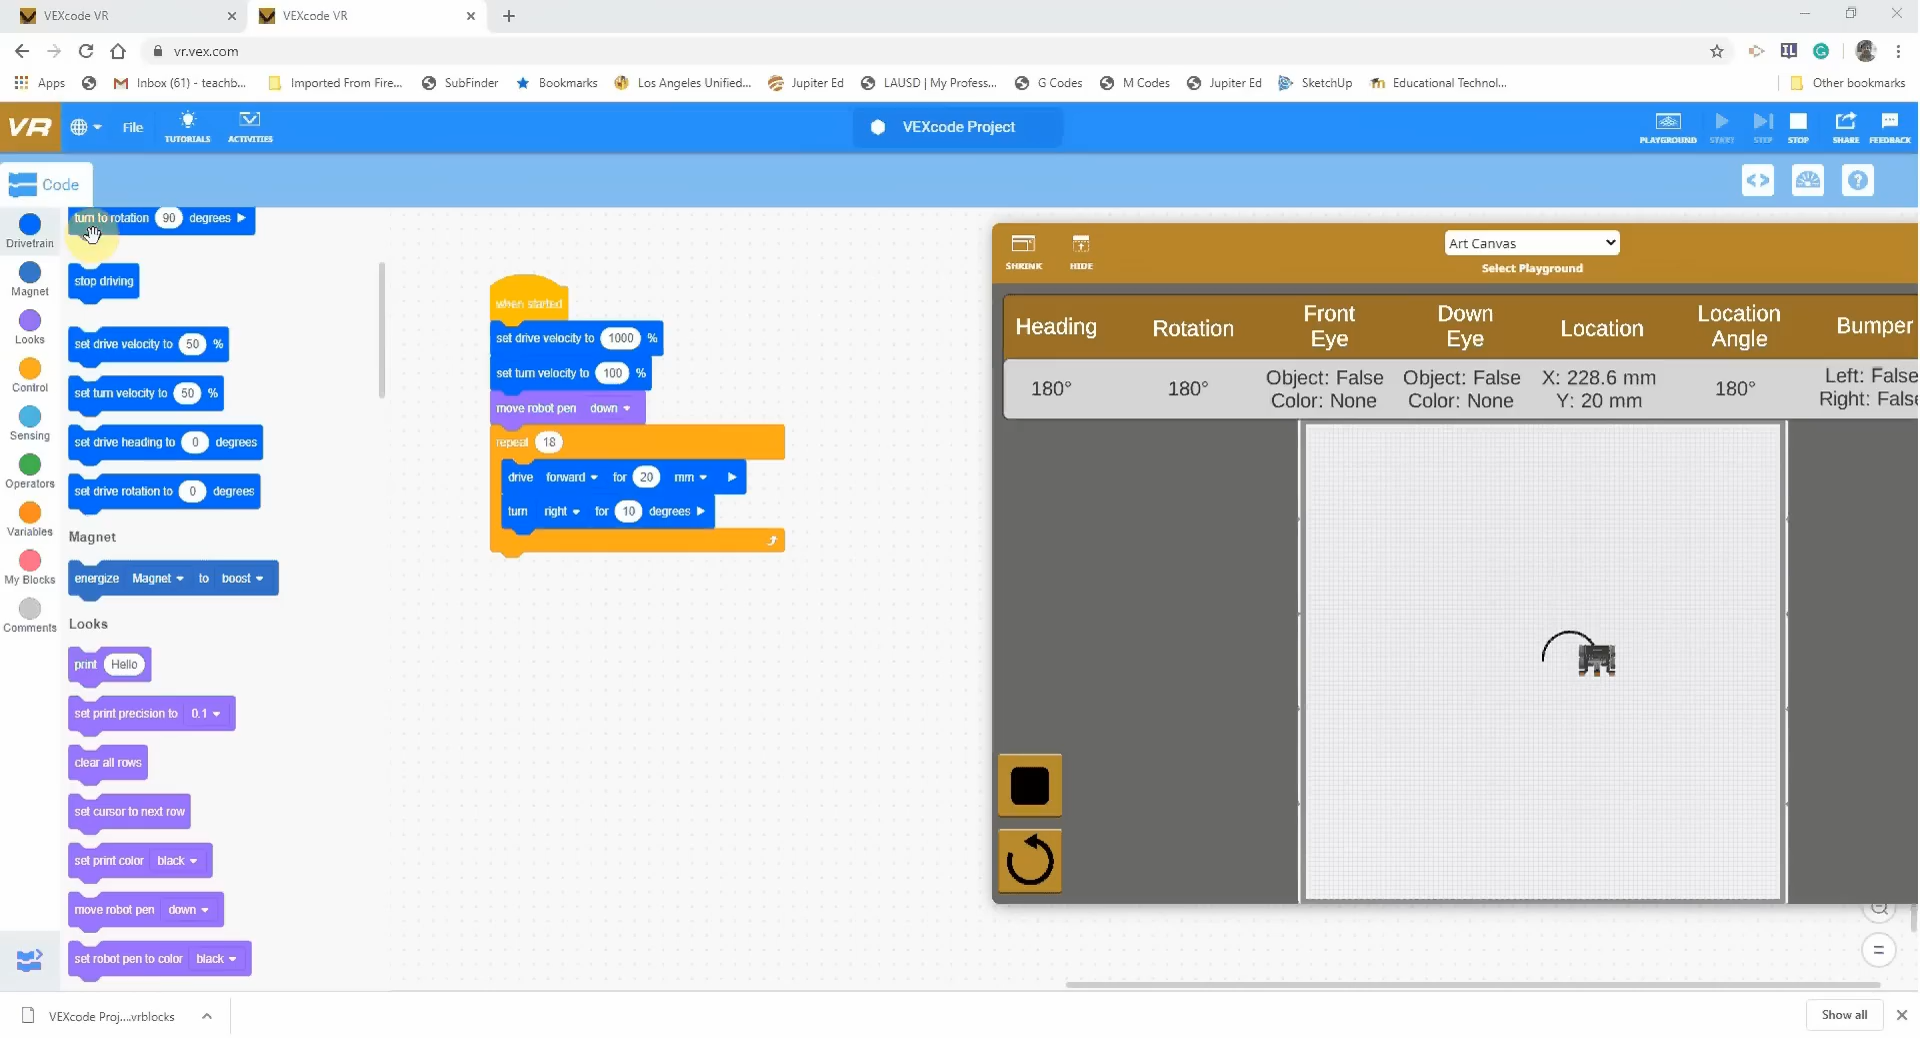 VEXcode VR
VEXcode VR
vr.vex.com
Apps
Inbox (61) - teachb...
Imported From Fire...
SubFinder
Bookmarks
Los Angeles Unified...
Jupiter Ed
LAUSD | My Profess...
G Codes
M Codes
Jupiter Ed
SketchUp
Educational Technol...
Other bookmarks
VR
File
TUTORIALS
ACTIVITIES
VEXcode Project
PLAYGROUND
START
STEP
STOP
SHARE
FEEDBACK
Code
Drivetrain
Magnet
Looks
Control
Sensing
Operators
Variables
My Blocks
Comments
turn to rotation 90 degrees
stop driving
set drive velocity to 50 %
set turn velocity to 50 %
set drive heading to 0 degrees
set drive rotation to 0 degrees
Magnet
energize Magnet to boost
Looks
print Hello
set print precision to 0.1
clear all rows
set cursor to next row
set print color black
move robot pen down
set robot pen to color black
when started
set drive velocity to 1000 %
set turn velocity to 100 %
move robot pen down
repeat 18
drive forward for 20 mm
turn right for 10 degrees
SHRINK
HIDE
Art Canvas
Select Playground
Heading
Rotation
Front
Eye
Down
Eye
Location
Location
Angle
Bumper
180°
180°
Object: False
Color: None
Object: False
Color: None
X: 228.6 mm
Y: 20 mm
180°
Left: False
Right: False
VEXcode Proj....vrblocks
Show all